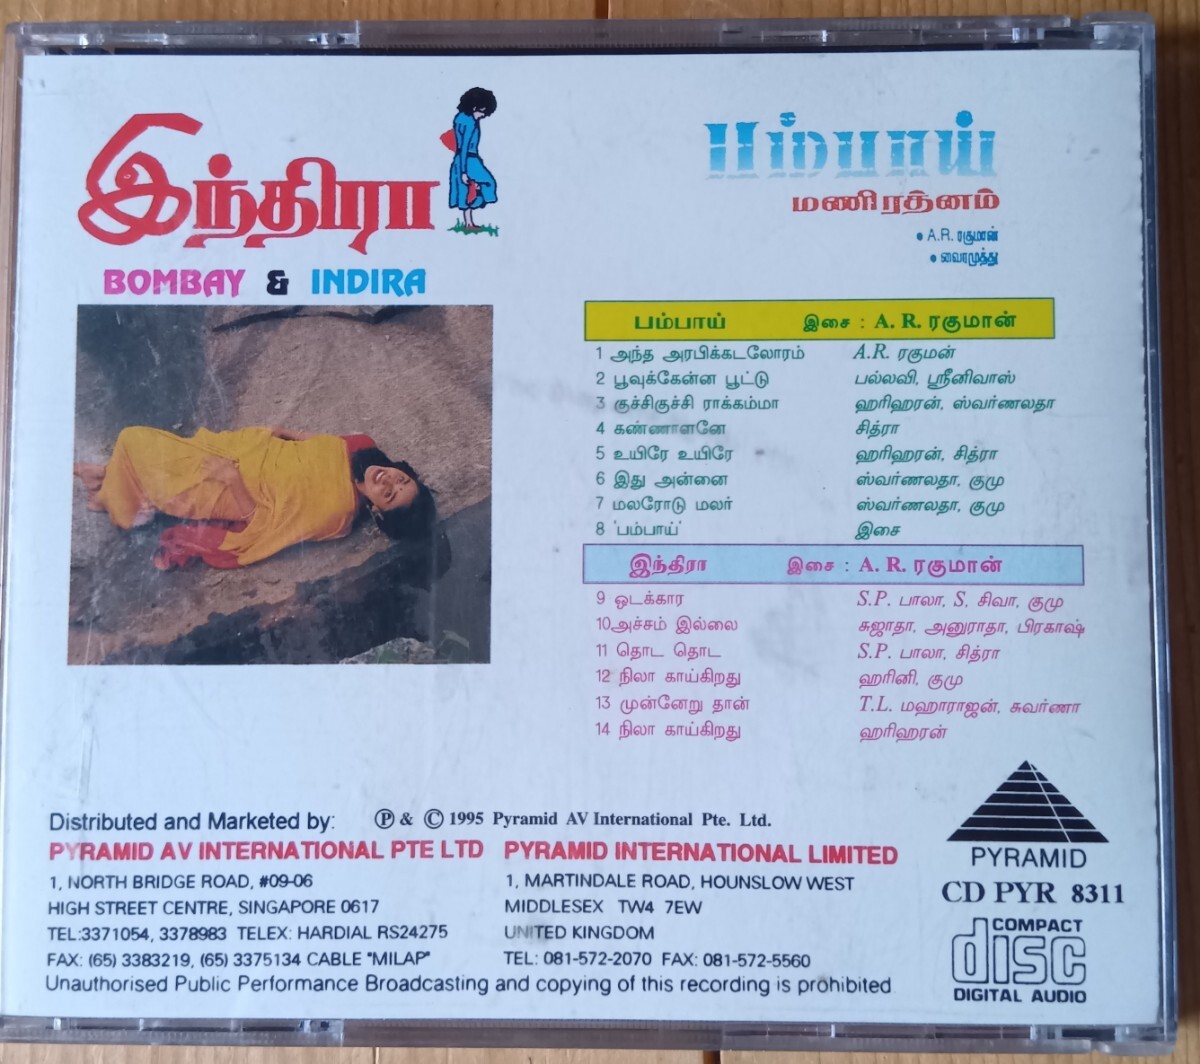 இந்திரா
BOMBAY & INDIRA
பம்பாய்
மணிரத்னம்
• A.R. ரகுமான்
• வைரமுத்து
பம்பாய் இசை : A. R. ரகுமான்
1 அந்த அரபிக்கடலோரம் A.R. ரகுமன்
2 பூவுக்கென்ன பூட்டு பல்லவி, ஸ்ரீனிவாஸ்
3 குச்சிகுச்சி ராக்கம்மா ஹரிஹரன், ஸ்வர்ணலதா
4 கண்ணாளனே சித்ரா
5 உயிரே உயிரே ஹரிஹரன், சித்ரா
6 இது அன்னை ஸ்வர்ணலதா, குமு
7 மலரோடு மலர் ஸ்வர்ணலதா, குமு
8 'பம்பாய்' இசை
இந்திரா இசை : A. R. ரகுமான்
9 ஒடக்கார S.P. பாலா, S. சிவா, குமு
10அச்சம் இல்லை சுஜாதா, அனுராதா, பிரகாஷ்
11 தொட தொட S.P. பாலா, சித்ரா
12 நிலா காய்கிறது ஹரினி, குமு
13 முன்னேறு தான் T.L. மஹாராஜன், சுவர்ணா
14 நிலா காய்கிறது ஹரிஹரன்
Distributed and Marketed by: Ⓟ & © 1995 Pyramid AV International Pte. Ltd.
PYRAMID AV INTERNATIONAL PTE LTD
1, NORTH BRIDGE ROAD, #09-06
HIGH STREET CENTRE, SINGAPORE 0617
TEL:3371054, 3378983 TELEX: HARDIAL RS24275
FAX: (65) 3383219, (65) 3375134 CABLE "MILAP"
PYRAMID INTERNATIONAL LIMITED
1, MARTINDALE ROAD, HOUNSLOW WEST
MIDDLESEX TW4 7EW
UNITED KINGDOM
TEL: 081-572-2070 FAX: 081-572-5560
Unauthorised Public Performance Broadcasting and copying of this recording is prohibited
PYRAMID
CD PYR 8311
COMPACT
disc
DIGITAL AUDIO